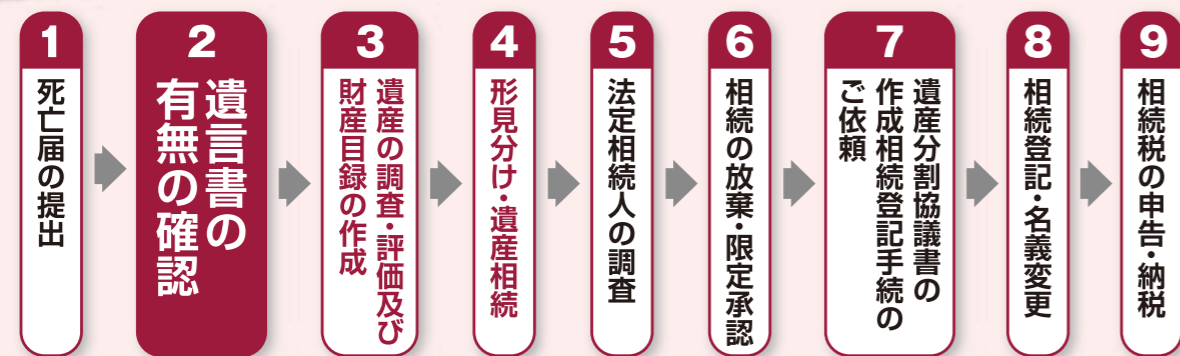 1
死亡届の提出
2
遺言書の
有無の確認
3
遺産の調査・評価及び
財産目録の作成
4
形見分け・遺産相続
5
法定相続人の調査
6
相続の放棄・限定承認
7
遺産分割協議書の
作成相続登記手続の
ご依頼
8
相続登記・名義変更
9
相続税の申告・納税